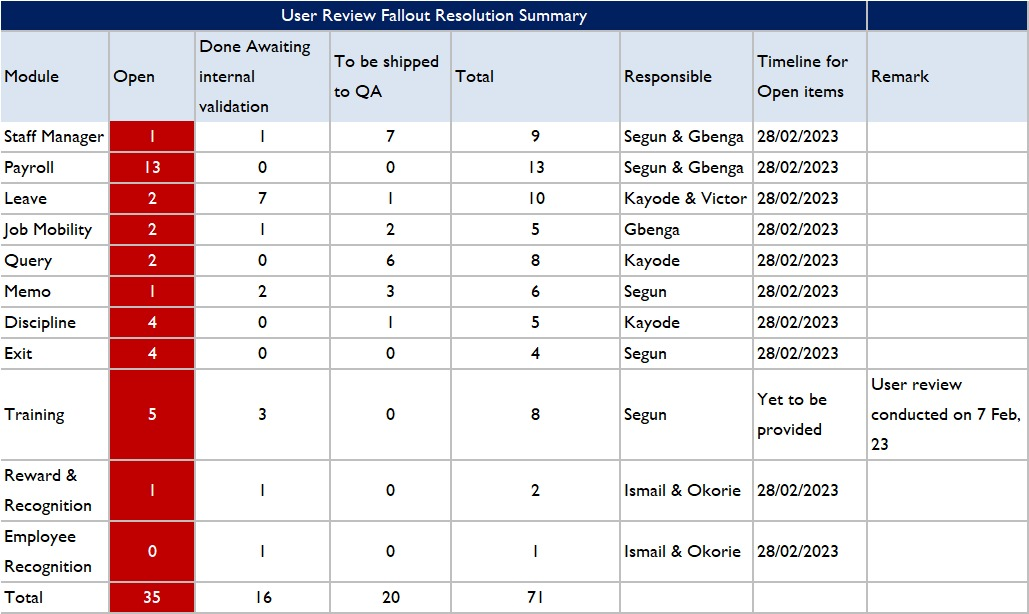 User Review Fallout Resolution Summary
Module Open Done Awaiting internal validation To be shipped to QA Total Responsible Timeline for Open items Remark
Staff Manager 1 1 7 9 Segun & Gbenga 28/02/2023
Payroll 13 0 0 13 Segun & Gbenga 28/02/2023
Leave 2 7 1 10 Kayode & Victor 28/02/2023
Job Mobility 2 1 2 5 Gbenga 28/02/2023
Query 2 0 6 8 Kayode 28/02/2023
Memo 1 2 3 6 Segun 28/02/2023
Discipline 4 0 1 5 Kayode 28/02/2023
Exit 4 0 0 4 Segun 28/02/2023
Training 5 3 0 8 Segun Yet to be provided User review conducted on 7 Feb, 23
Reward & Recognition 1 1 0 2 Ismail & Okorie 28/02/2023
Employee Recognition 0 1 0 1 Ismail & Okorie 28/02/2023
Total 35 16 20 71